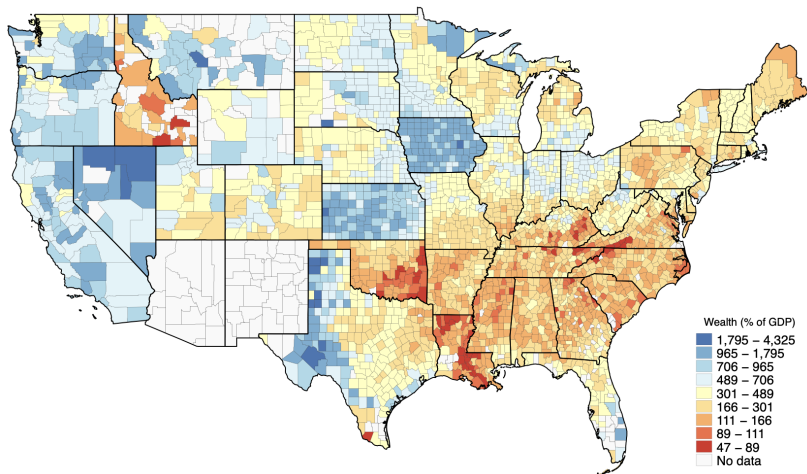 Wealth (% of GDP)
1,795 – 4,325
965 – 1,795
706 – 965
489 – 706
301 – 489
166 – 301
111 – 166
89 – 111
47 – 89
No data